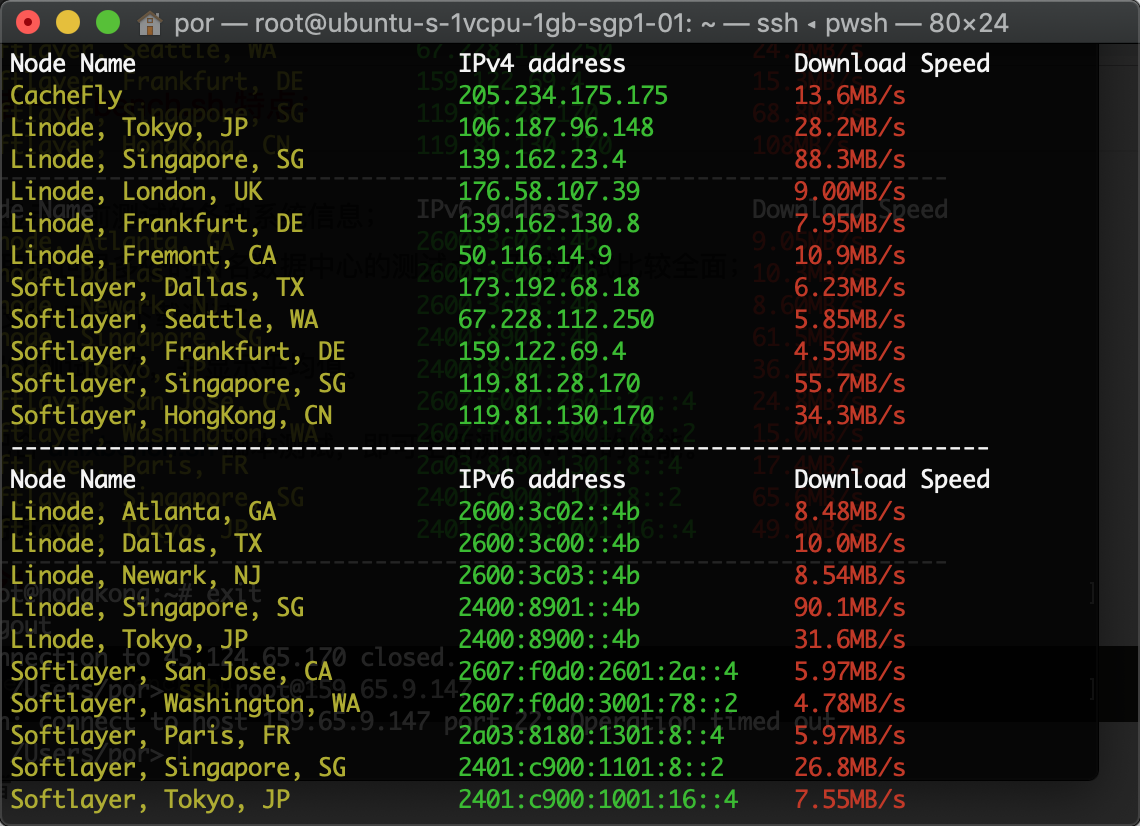 por — root@ubuntu-s-1vcpu-1gb-sgp1-01: ~ — ssh ◂ pwsh — 80×24
Node Name IPv4 address Download Speed
CacheFly 205.234.175.175 13.6MB/s
Linode, Tokyo, JP 106.187.96.148 28.2MB/s
Linode, Singapore, SG 139.162.23.4 88.3MB/s
Linode, London, UK 176.58.107.39 9.00MB/s
Linode, Frankfurt, DE 139.162.130.8 7.95MB/s
Linode, Fremont, CA 50.116.14.9 10.9MB/s
Softlayer, Dallas, TX 173.192.68.18 6.23MB/s
Softlayer, Seattle, WA 67.228.112.250 5.85MB/s
Softlayer, Frankfurt, DE 159.122.69.4 4.59MB/s
Softlayer, Singapore, SG 119.81.28.170 55.7MB/s
Softlayer, HongKong, CN 119.81.130.170 34.3MB/s
----------------------------------------------------------------------
Node Name IPv6 address Download Speed
Linode, Atlanta, GA 2600:3c02::4b 8.48MB/s
Linode, Dallas, TX 2600:3c00::4b 10.0MB/s
Linode, Newark, NJ 2600:3c03::4b 8.54MB/s
Linode, Singapore, SG 2400:8901::4b 90.1MB/s
Linode, Tokyo, JP 2400:8900::4b 31.6MB/s
Softlayer, San Jose, CA 2607:f0d0:2601:2a::4 5.97MB/s
Softlayer, Washington, WA 2607:f0d0:3001:78::2 4.78MB/s
Softlayer, Paris, FR 2a03:8180:1301:8::4 5.97MB/s
Softlayer, Singapore, SG 2401:c900:1101:8::2 26.8MB/s
Softlayer, Tokyo, JP 2401:c900:1001:16::4 7.55MB/s